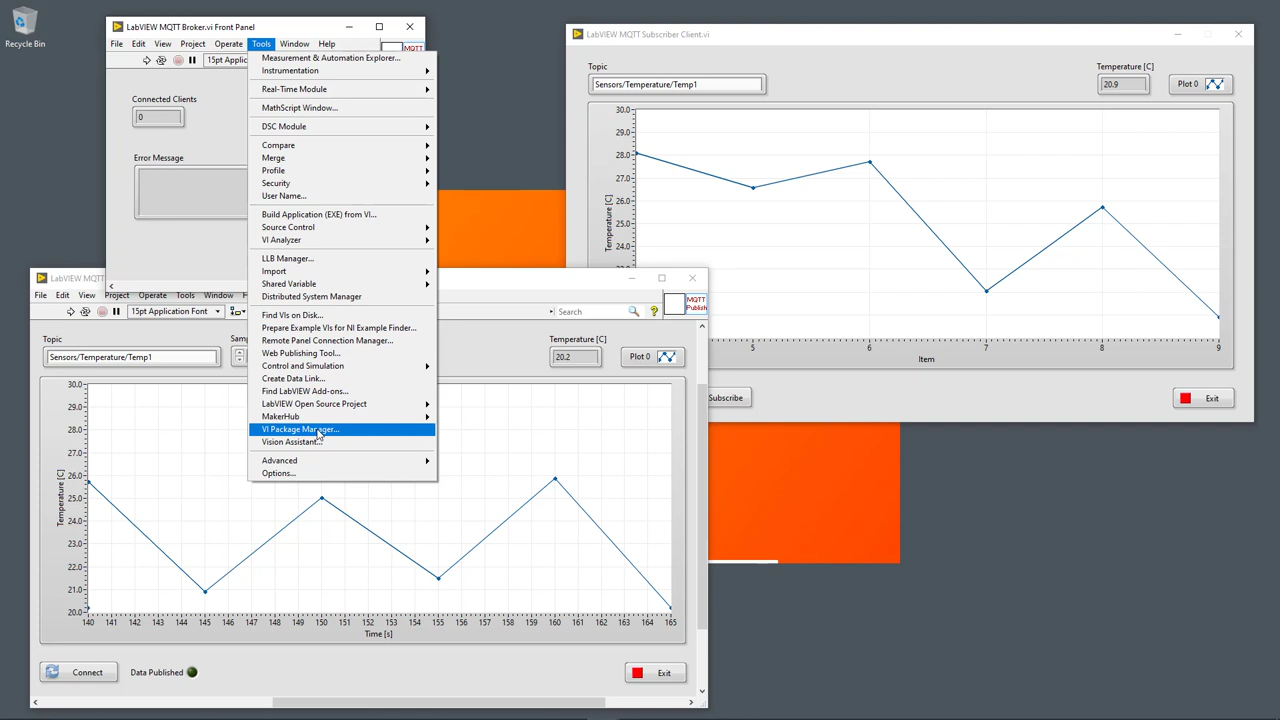 Recycle Bin
LabVIEW MQTT Broker.vi Front Panel
File Edit View Project Operate Tools Window Help
15pt Applic
MQTT
Connected Clients
0
Error Message
Measurement & Automation Explorer...
Instrumentation
Real-Time Module
MathScript Window...
DSC Module
Compare
Merge
Profile
Security
User Name...
Build Application (EXE) from VI...
Source Control
VI Analyzer
LLB Manager...
Import
Shared Variable
Distributed System Manager
Find VIs on Disk...
Prepare Example VIs for NI Example Finder...
Remote Panel Connection Manager...
Web Publishing Tool...
Control and Simulation
Create Data Link...
Find LabVIEW Add-ons...
LabVIEW Open Source Project
MakerHub
VI Package Manager...
Vision Assistant...
Advanced
Options...
LabVIEW MQTT Subscriber Client.vi
Topic
Sensors/Temperature/Temp1
Temperature [C]
20.9
Plot 0
30.0
29.0
28.0
27.0
26.0
25.0
24.0
Temperature [C]
5 6 7 8 9
Item
Subscribe
Exit
LabVIEW MQT
File Edit View Project Operate Tools Window H
15pt Application Font
Search
?
MQTT
Publish
Topic
Sensors/Temperature/Temp1
Samp
Temperature [C]
20.2
Plot 0
30.0
29.0
28.0
27.0
26.0
25.0
24.0
23.0
22.0
21.0
20.0
Temperature [C]
140 141 142 143 144 145 146 147 148 149 150 151 152 153 154 155 156 157 158 159 160 161 162 163 164 165
Time [s]
Connect
Data Published
Exit